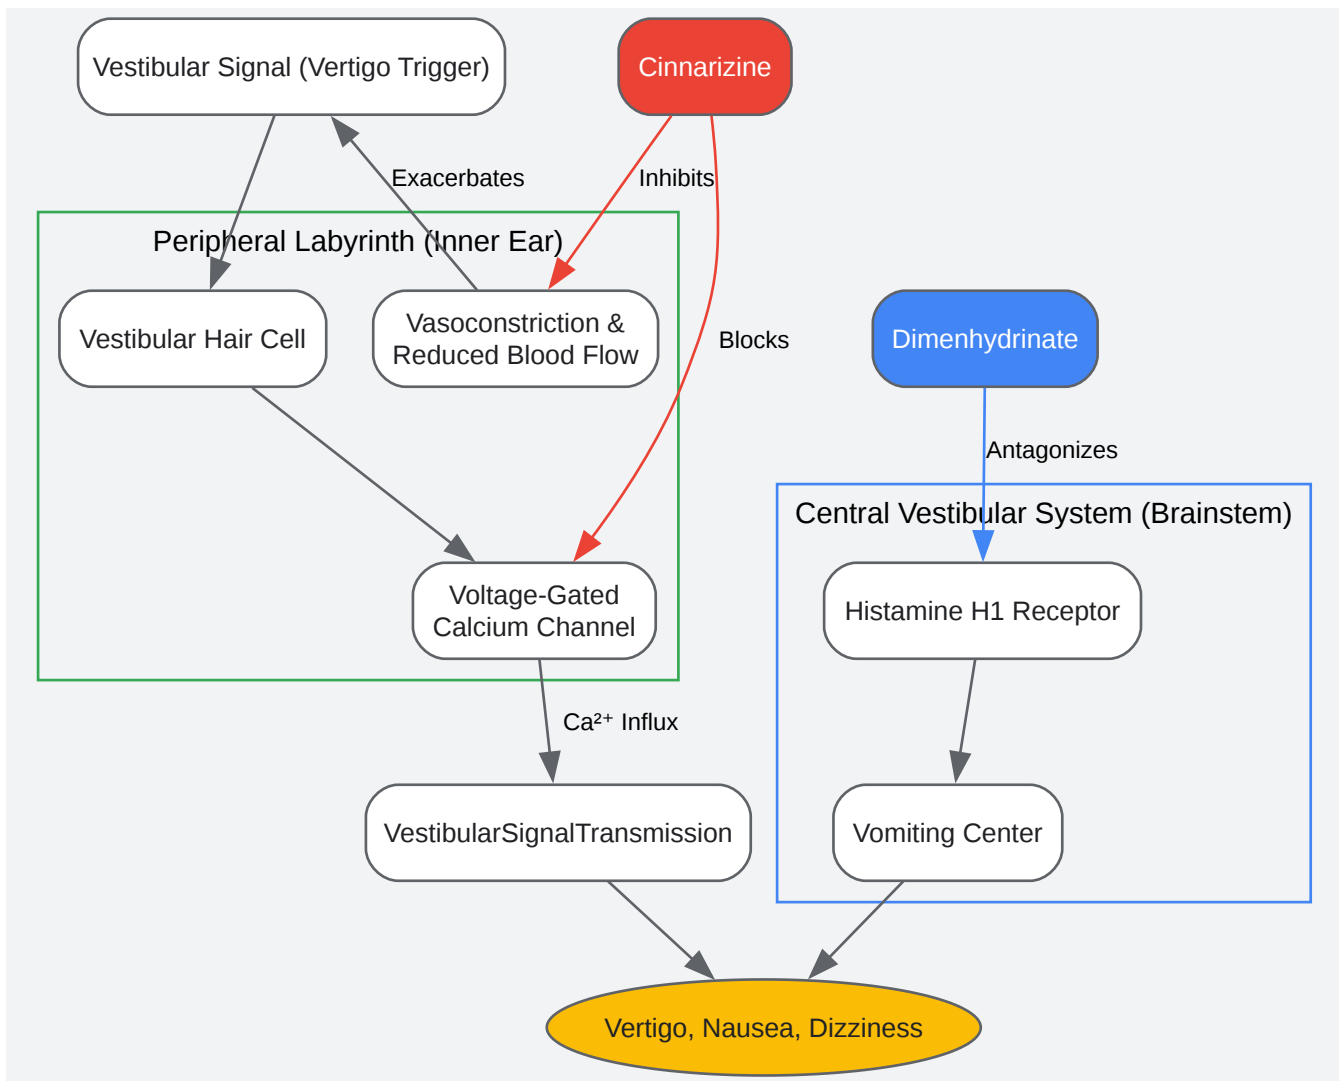 Vestibular Signal (Vertigo Trigger)
Cinnarizine
Exacerbates
Inhibits
Peripheral Labyrinth (Inner Ear)
Vestibular Hair Cell
Vasoconstriction &
Reduced Blood Flow
Blocks
Dimenhydrinate
Antagonizes
Central Vestibular System (Brainstem)
Voltage-Gated
Calcium Channel
Histamine H1 Receptor
Ca²⁺ Influx
VestibularSignalTransmission
Vomiting Center
Vertigo, Nausea, Dizziness